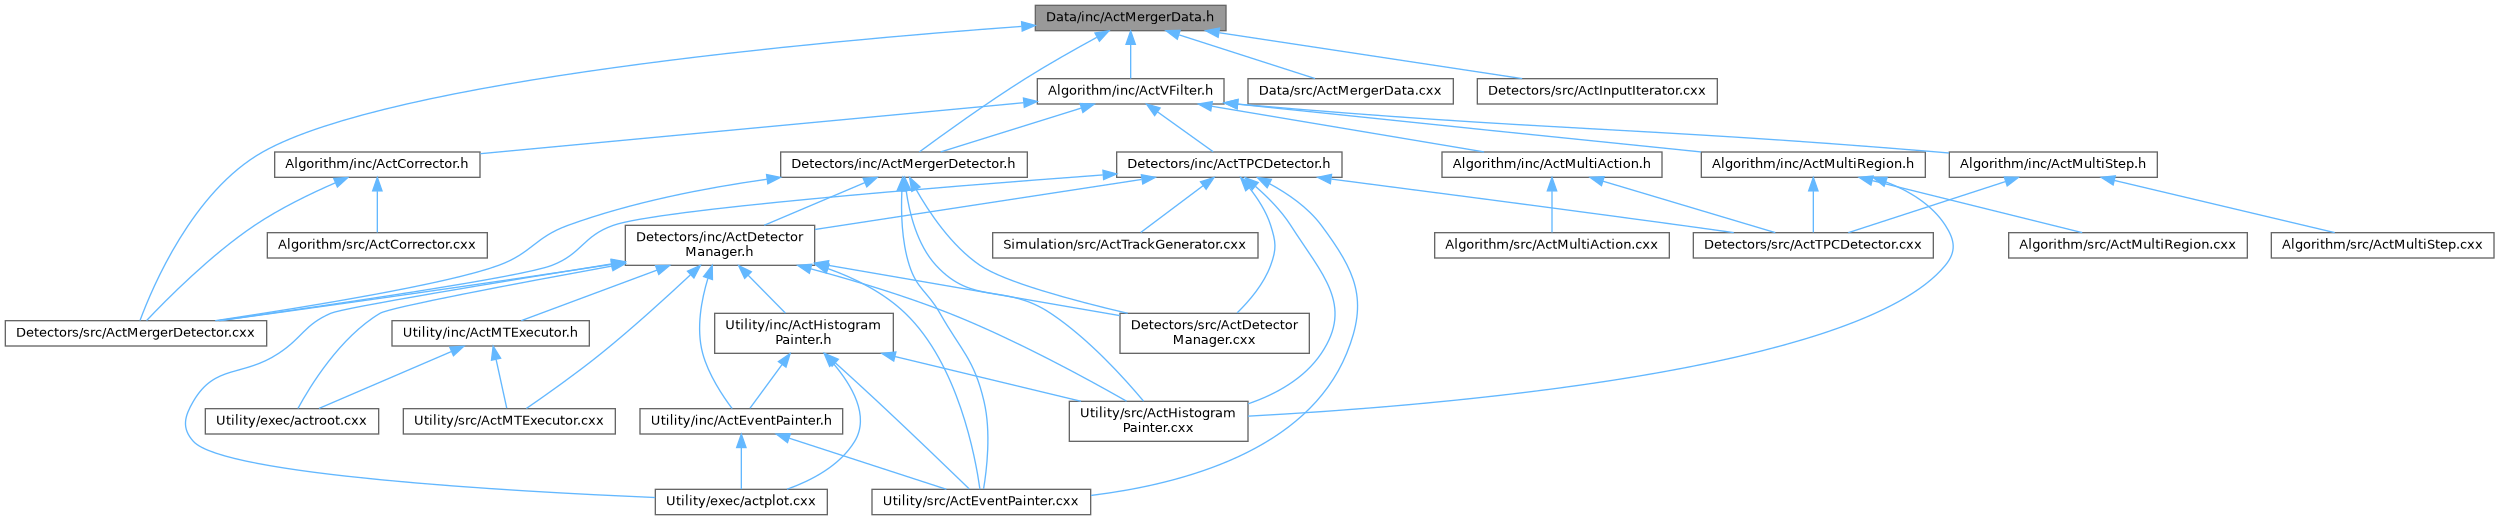 Data/inc/ActMergerData.h
Algorithm/inc/ActVFilter.h
Data/src/ActMergerData.cxx
Detectors/src/ActInputIterator.cxx
Algorithm/inc/ActCorrector.h
Detectors/inc/ActMergerDetector.h
Detectors/inc/ActTPCDetector.h
Algorithm/inc/ActMultiAction.h
Algorithm/inc/ActMultiRegion.h
Algorithm/inc/ActMultiStep.h
Algorithm/src/ActCorrector.cxx
Detectors/inc/ActDetector
Manager.h
Simulation/src/ActTrackGenerator.cxx
Algorithm/src/ActMultiAction.cxx
Detectors/src/ActTPCDetector.cxx
Algorithm/src/ActMultiRegion.cxx
Algorithm/src/ActMultiStep.cxx
Detectors/src/ActMergerDetector.cxx
Utility/inc/ActMTExecutor.h
Utility/inc/ActHistogram
Painter.h
Detectors/src/ActDetector
Manager.cxx
Utility/exec/actroot.cxx
Utility/src/ActMTExecutor.cxx
Utility/inc/ActEventPainter.h
Utility/src/ActHistogram
Painter.cxx
Utility/exec/actplot.cxx
Utility/src/ActEventPainter.cxx